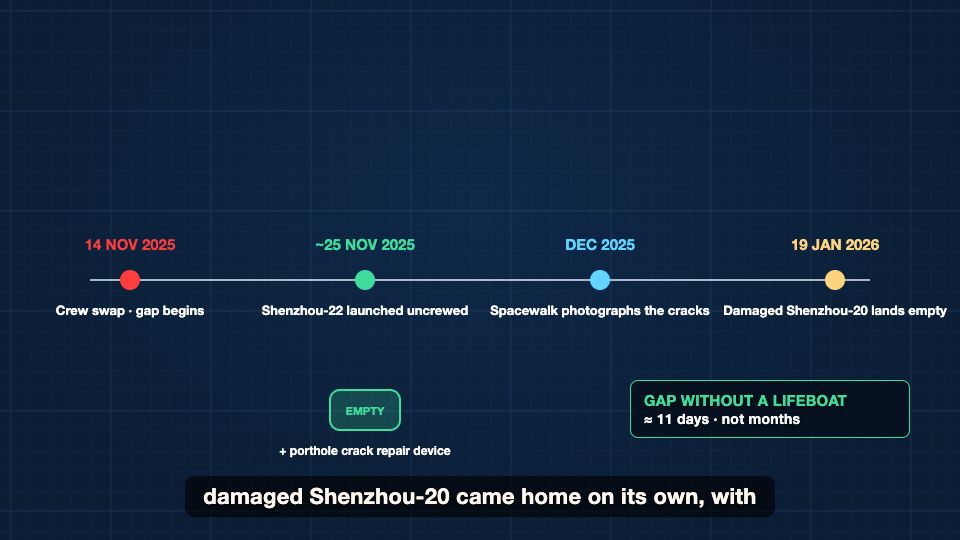 14 NOV 2025
~25 NOV 2025
DEC 2025
19 JAN 2026
Crew swap · gap begins
Shenzhou-22 launched uncrewed
Spacewalk photographs the cracks
Damaged Shenzhou-20 lands empty
EMPTY
+ porthole crack repair device
GAP WITHOUT A LIFEBOAT
≈ 11 days · not months
damaged Shenzhou-20 came home on its own, with